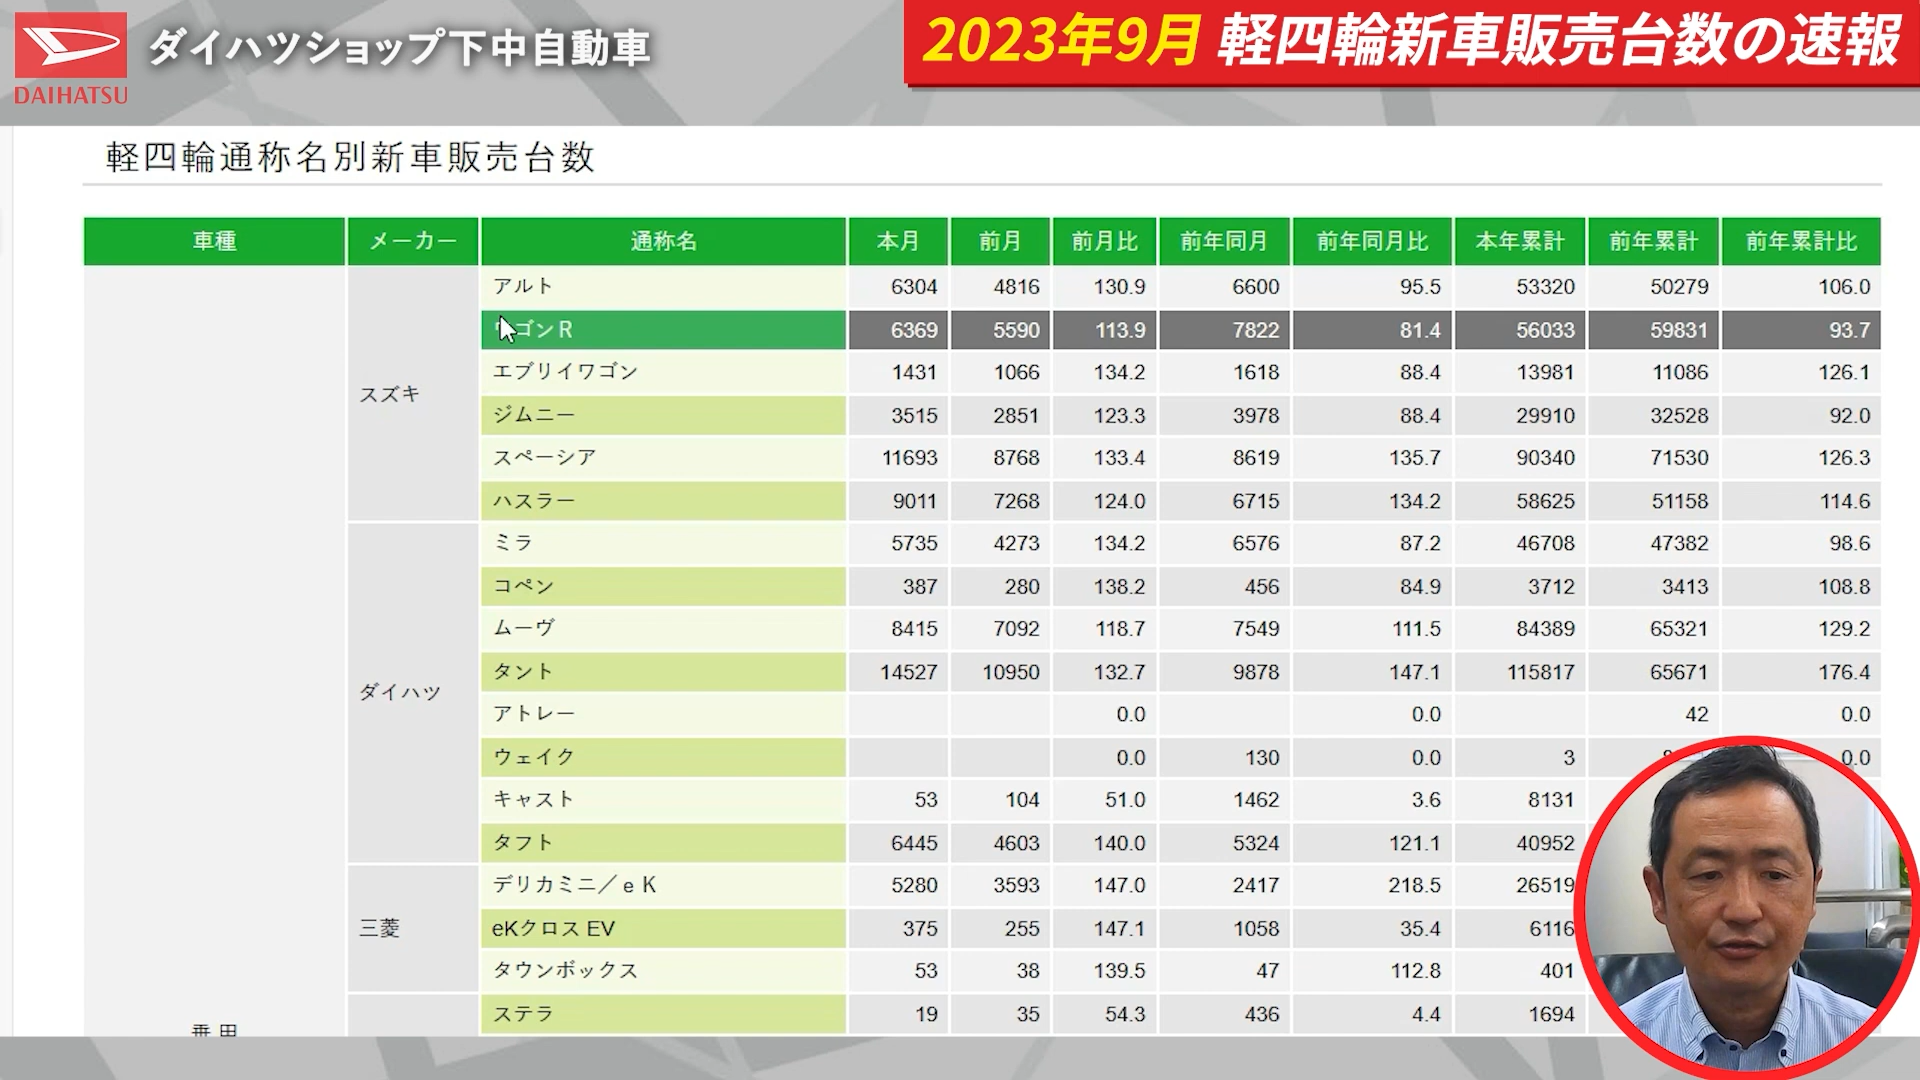 DAIHATSU
ダイハツショップ下中自動車
2023年9月 軽四輪新車販売台数の速報
軽四輪通称名別新車販売台数
車種 メーカー 通称名 本月 前月 前月比 前年同月 前年同月比 本年累計 前年累計 前年累計比
スズキ
アルト 6304 4816 130.9 6600 95.5 53320 50279 106.0
ゴンR 6369 5590 113.9 7822 81.4 56033 59831 93.7
エブリイワゴン 1431 1066 134.2 1618 88.4 13981 11086 126.1
ジムニー 3515 2851 123.3 3978 88.4 29910 32528 92.0
スペーシア 11693 8768 133.4 8619 135.7 90340 71530 126.3
ハスラー 9011 7268 124.0 6715 134.2 58625 51158 114.6
ダイハツ
ミラ 5735 4273 134.2 6576 87.2 46708 47382 98.6
コペン 387 280 138.2 456 84.9 3712 3413 108.8
ムーヴ 8415 7092 118.7 7549 111.5 84389 65321 129.2
タント 14527 10950 132.7 9878 147.1 115817 65671 176.4
アトレー 0.0 0.0 42 0.0
ウェイク 0.0 130 0.0 3 0.0
キャスト 53 104 51.0 1462 3.6 8131
タフト 6445 4603 140.0 5324 121.1 40952
三菱
デリカミニ／eK 5280 3593 147.0 2417 218.5 26519
eKクロス EV 375 255 147.1 1058 35.4 6116
タウンボックス 53 38 139.5 47 112.8 401
ステラ 19 35 54.3 436 4.4 1694